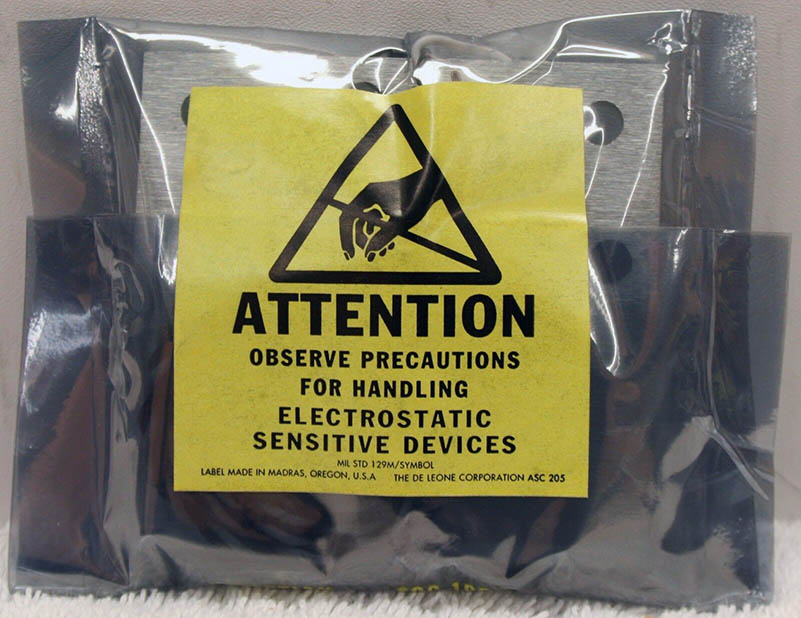 ATTENTION
OBSERVE PRECAUTIONS
FOR HANDLING
ELECTROSTATIC
SENSITIVE DEVICES
MIL STD 129M/SYMBOL
LABEL MADE IN MADRAS, OREGON, U.S.A THE DE LEONE CORPORATION ASC 205